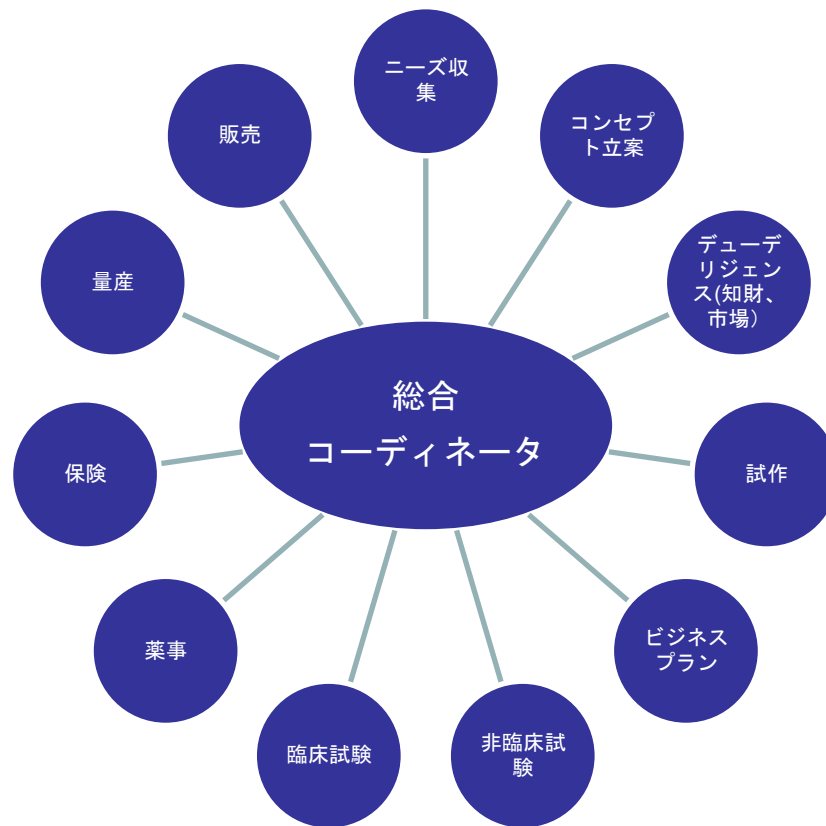 ニーズ収
集
コンセプ
ト立案
デューデ
リジェン
ス(知財、
市場）
試作
ビジネス
プラン
非臨床試
験
臨床試験
薬事
保険
量産
販売
総合
コーディネータ